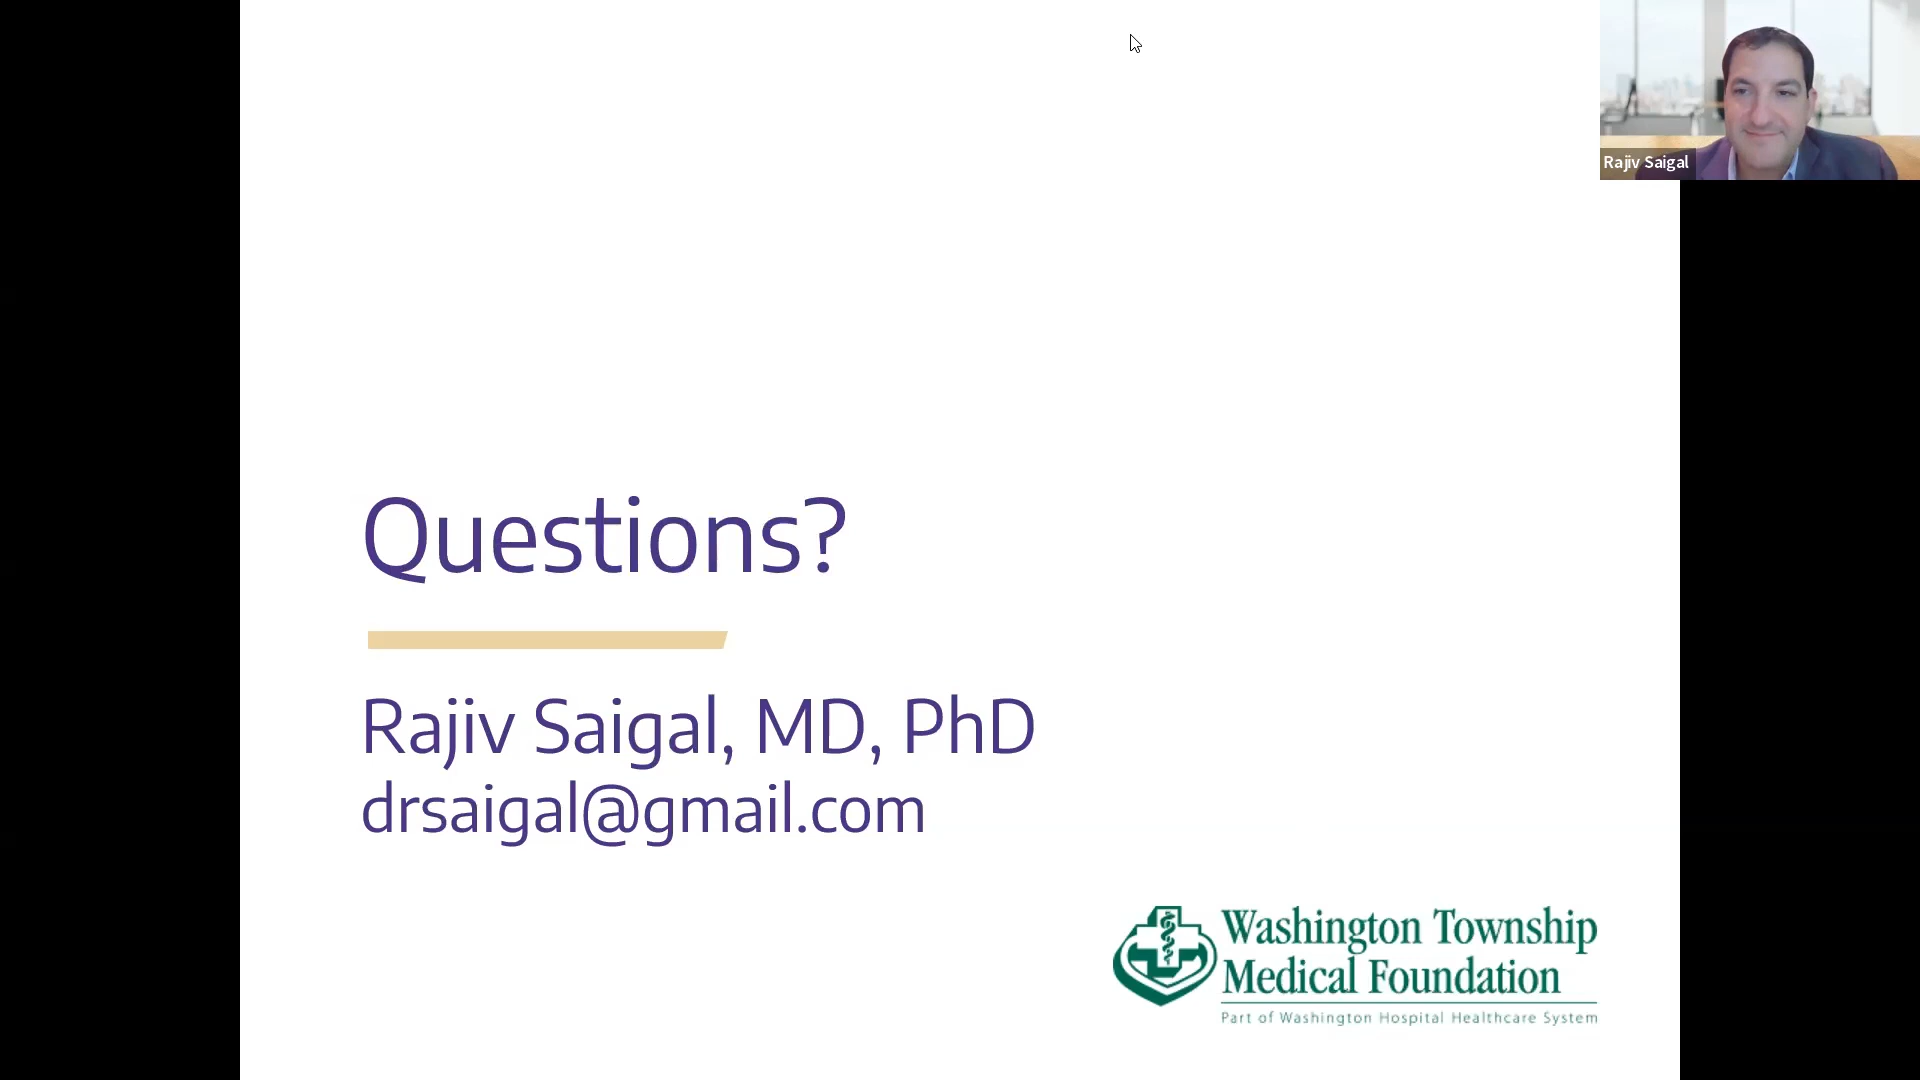 Rajiv Saigal
Questions?
Rajiv Saigal, MD, PhD
drsaigal@gmail.com
Washington Township
Medical Foundation
Part of Washington Hospital Healthcare System